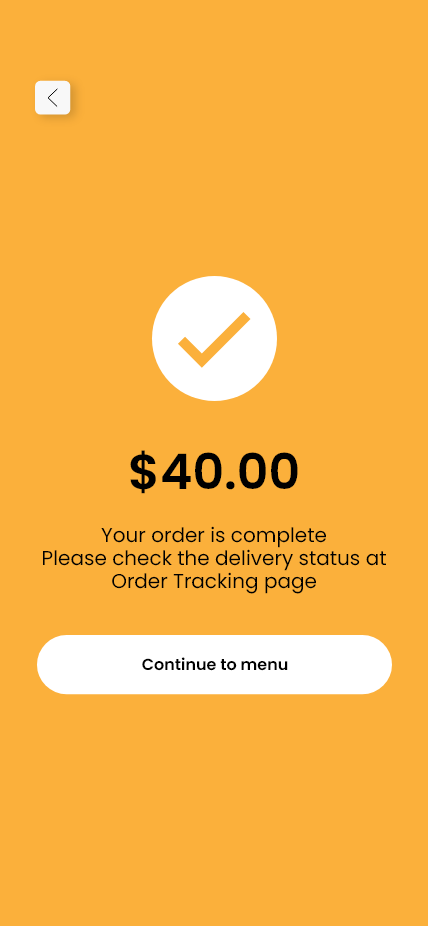 $40.00
Your order is complete
Please check the delivery status at
Order Tracking page
Continue to menu